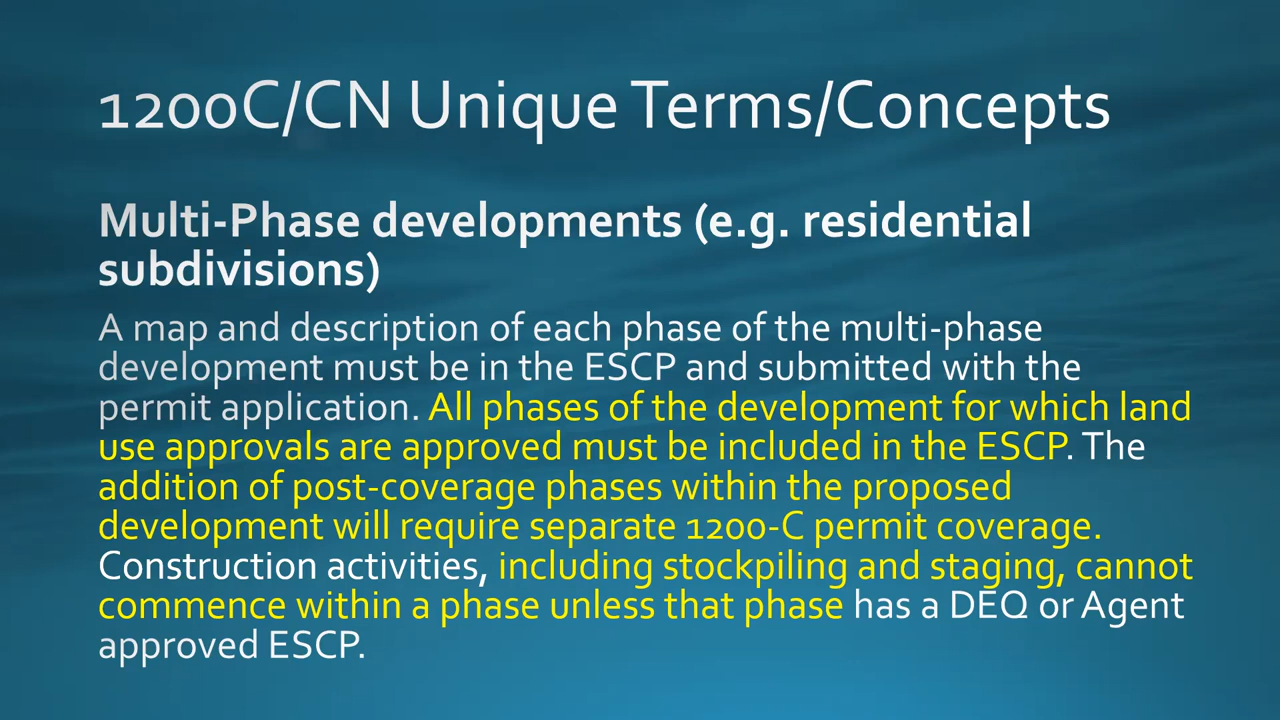 1200C/CN Unique Terms/Concepts
Multi-Phase developments (e.g. residential
subdivisions)
A map and description of each phase of the multi-phase
development must be in the ESCP and submitted with the
permit application. All phases of the development for which land
use approvals are approved must be included in the ESCP. The
addition of post-coverage phases within the proposed
development will require separate 1200-C permit coverage.
Construction activities, including stockpiling and staging, cannot
commence within a phase unless that phase has a DEQ or Agent
approved ESCP.